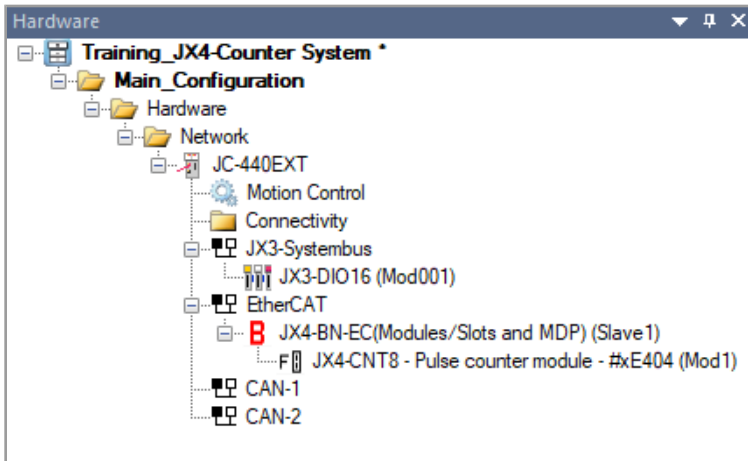 Hardware
Training_JX4-Counter System *
Main_Configuration
Hardware
Network
JC-440EXT
Motion Control
Connectivity
JX3-Systembus
JX3-DIO16 (Mod001)
EtherCAT
B JX4-BN-EC(Modules/Slots and MDP) (Slave1)
F JX4-CNT8 - Pulse counter module - #xE404 (Mod1)
CAN-1
CAN-2